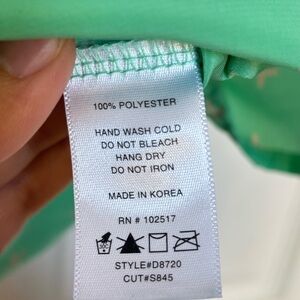 100% POLYESTER
HAND WASH COLD
DO NOT BLEACH
HANG DRY
DO NOT IRON
MADE IN KOREA
RN # 102517
STYLE#D8720
CUT#S845